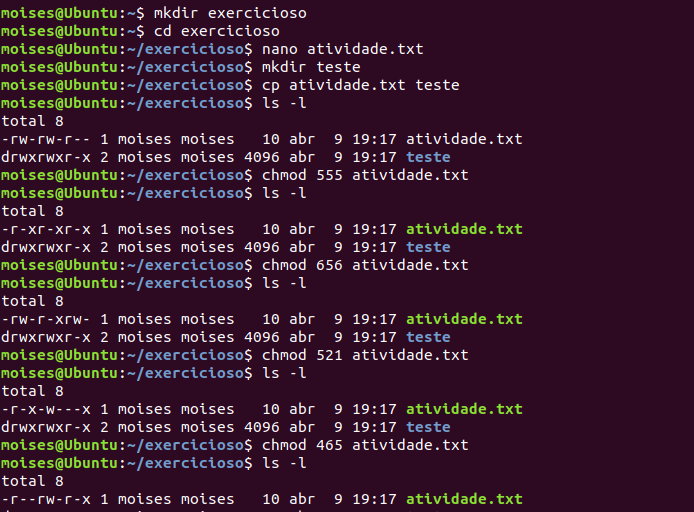 moises@Ubuntu:~$ mkdir exercicioso
moises@Ubuntu:~$ cd exercicioso
moises@Ubuntu:~/exercicioso$ nano atividade.txt
moises@Ubuntu:~/exercicioso$ mkdir teste
moises@Ubuntu:~/exercicioso$ cp atividade.txt teste
moises@Ubuntu:~/exercicioso$ ls -l
total 8
-rw-rw-r-- 1 moises moises   10 abr  9 19:17 atividade.txt
drwxrwxr-x 2 moises moises 4096 abr  9 19:17 teste
moises@Ubuntu:~/exercicioso$ chmod 555 atividade.txt
moises@Ubuntu:~/exercicioso$ ls -l
total 8
-r-xr-xr-x 1 moises moises   10 abr  9 19:17 atividade.txt
drwxrwxr-x 2 moises moises 4096 abr  9 19:17 teste
moises@Ubuntu:~/exercicioso$ chmod 656 atividade.txt
moises@Ubuntu:~/exercicioso$ ls -l
total 8
-rw-r-xrw- 1 moises moises   10 abr  9 19:17 atividade.txt
drwxrwxr-x 2 moises moises 4096 abr  9 19:17 teste
moises@Ubuntu:~/exercicioso$ chmod 521 atividade.txt
moises@Ubuntu:~/exercicioso$ ls -l
total 8
-r-x-w---x 1 moises moises   10 abr  9 19:17 atividade.txt
drwxrwxr-x 2 moises moises 4096 abr  9 19:17 teste
moises@Ubuntu:~/exercicioso$ chmod 465 atividade.txt
moises@Ubuntu:~/exercicioso$ ls -l
total 8
-r--rw-r-x 1 moises moises   10 abr  9 19:17 atividade.txt